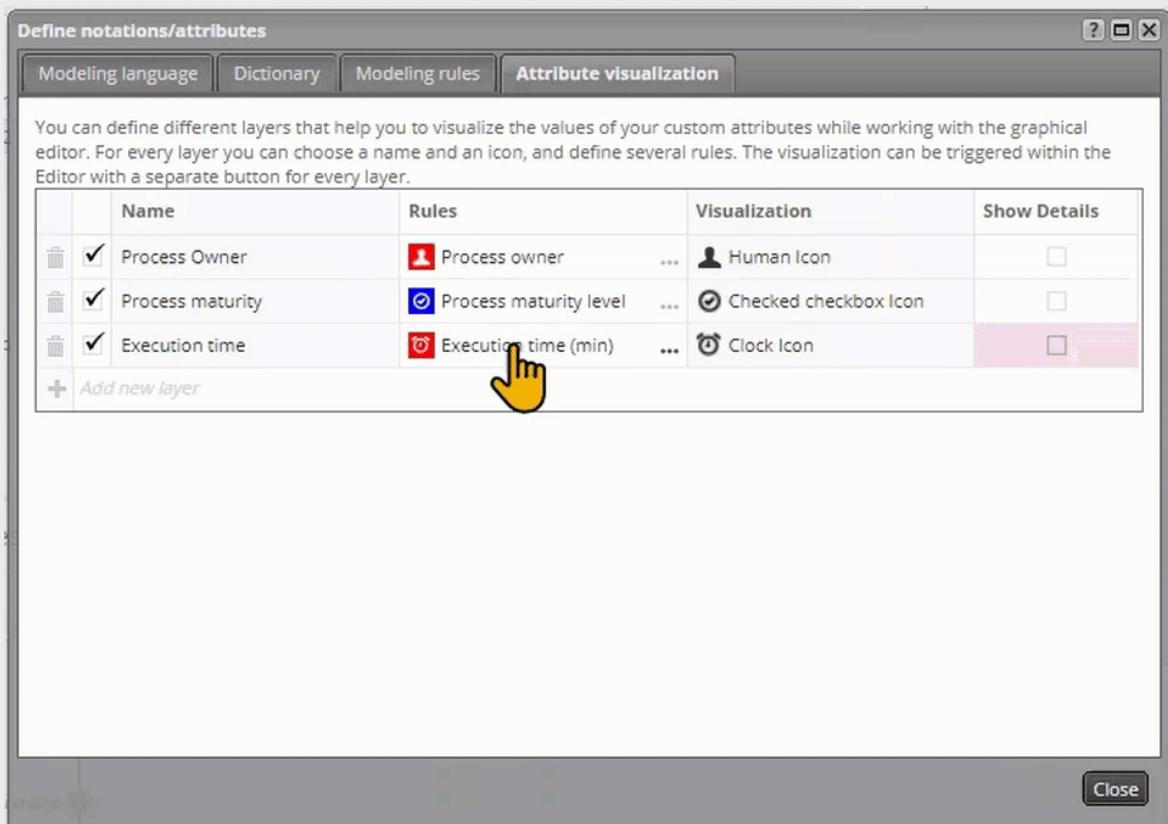 Define notations/attributes
?
Modeling language Dictionary Modeling rules Attribute visualization
You can define different layers that help you to visualize the values of your custom attributes while working with the graphical
editor. For every layer you can choose a name and an icon, and define several rules. The visualization can be triggered within the
Editor with a separate button for every layer.
Name Rules Visualization Show Details
Process Owner Process owner ... Human Icon
Process maturity Process maturity level ... Checked checkbox Icon
Execution time Execution time (min) ... Clock Icon
Add new layer
Close